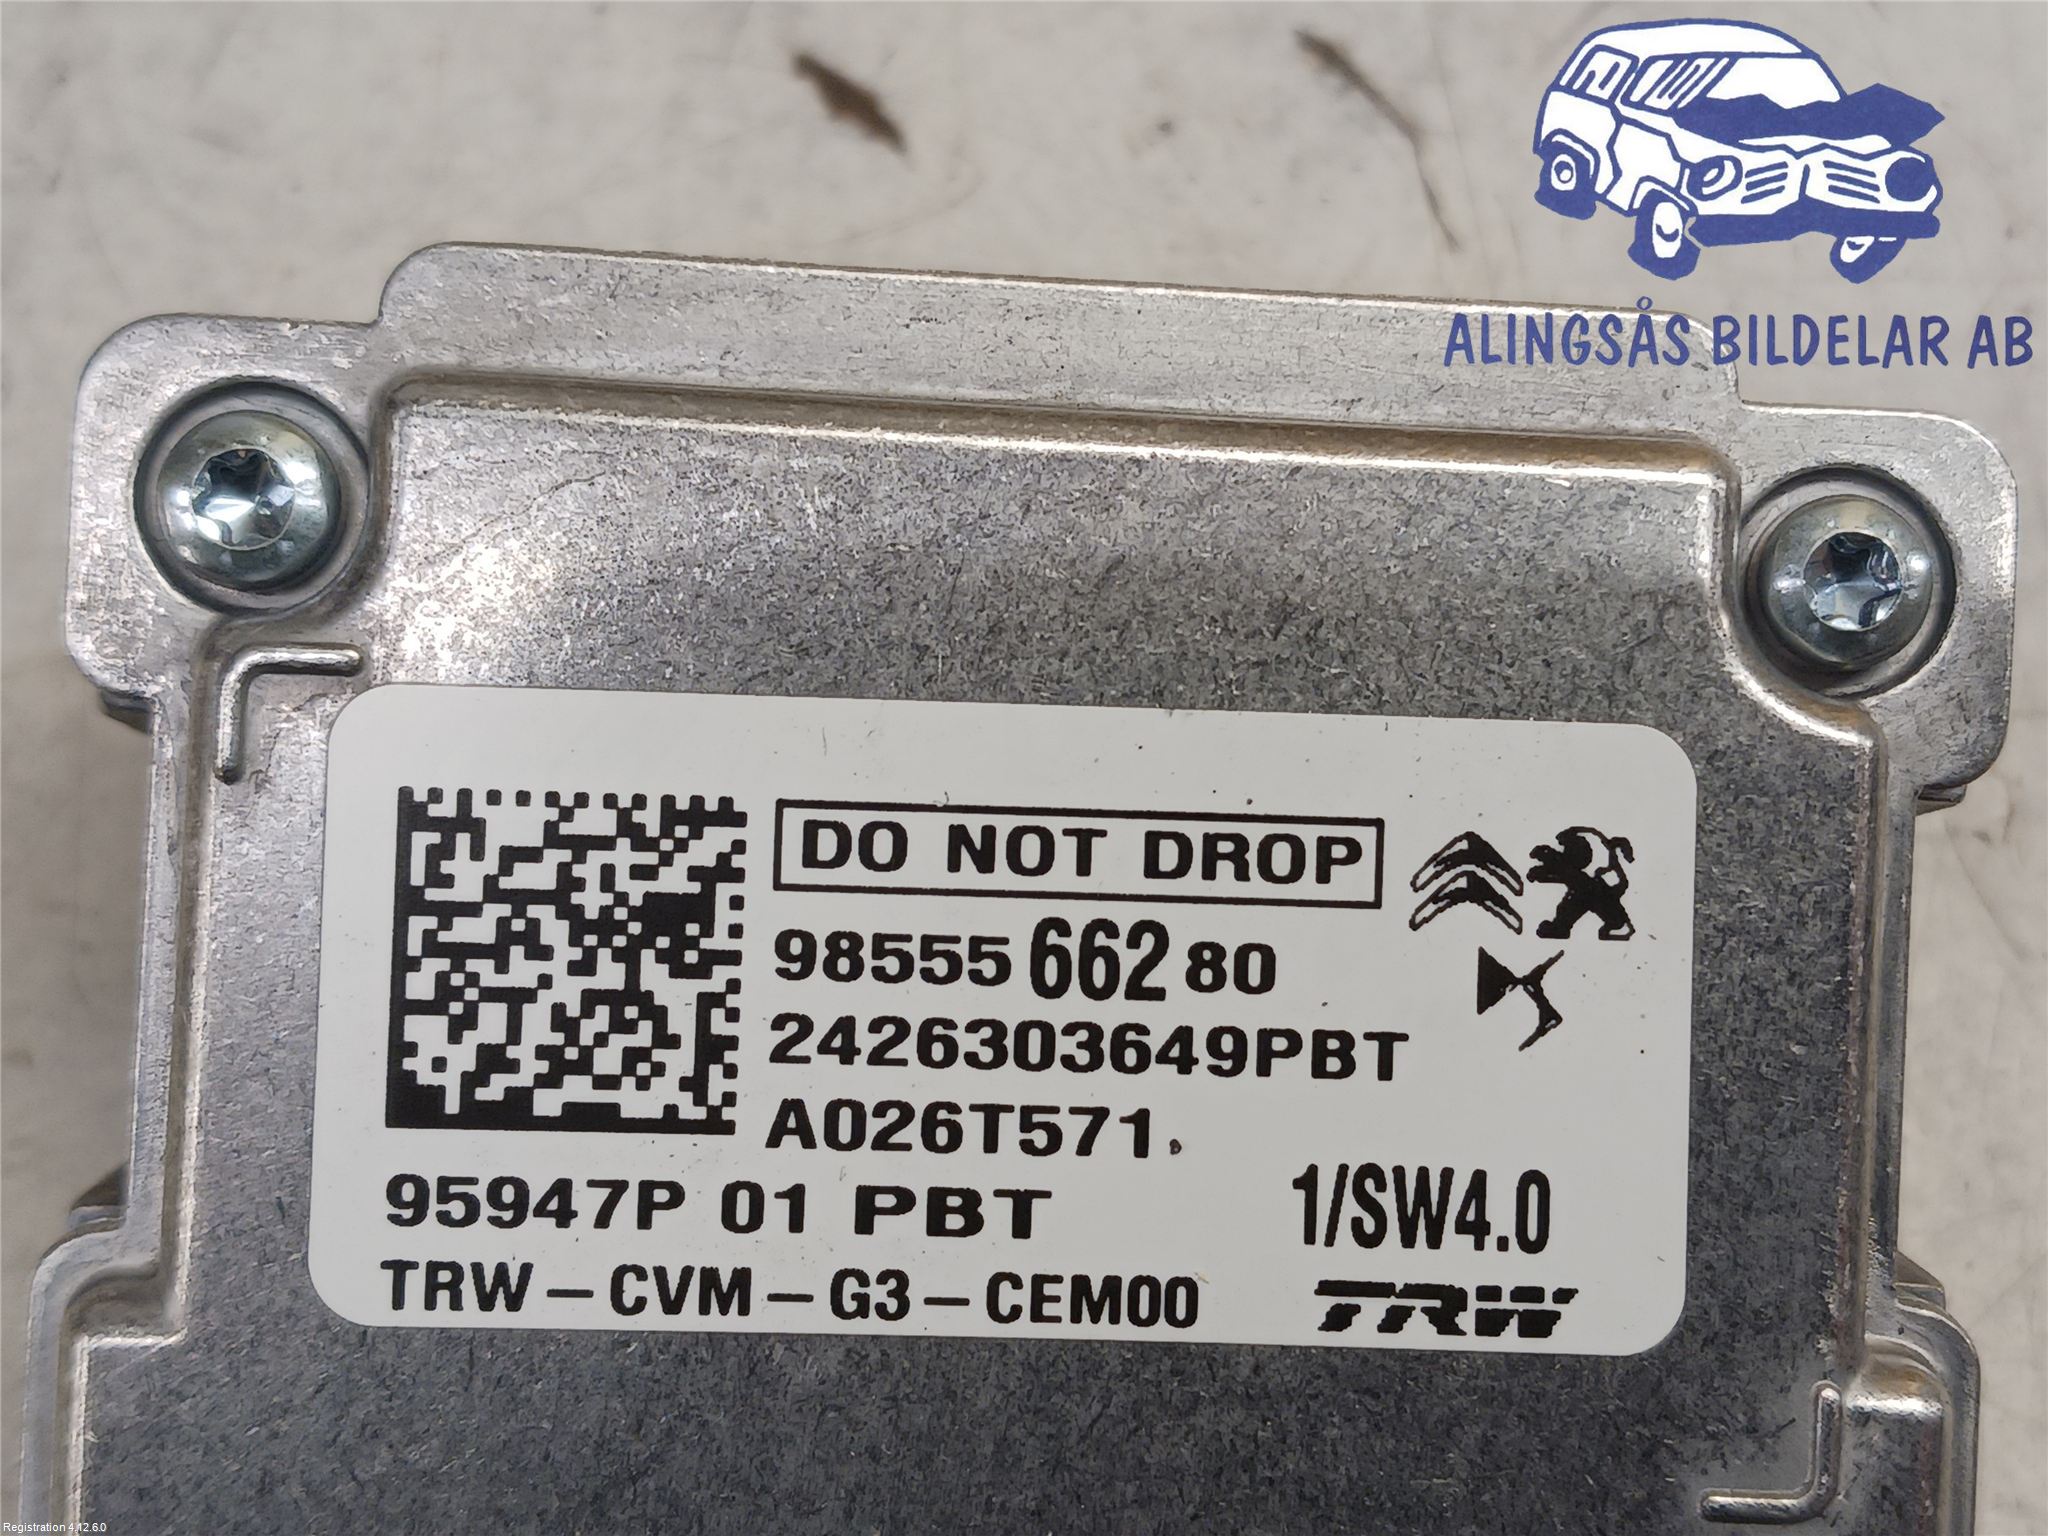 ALINGSÅS BILDELAR AB
DO NOT DROP
98555 662 80
2426303649PBT
A026T571.
95947P 01 PBT 1/SW4.0
TRW-CVM-G3-CEM00 TRW
Registration 4.12.6.0